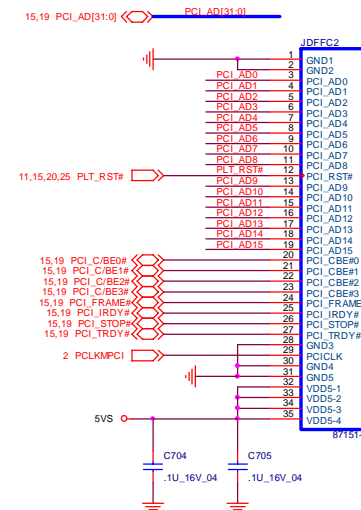 15,19 PCI_AD[31:0] PCI_AD[31:0]
JDFFC2
1 GND1
2 GND2
PCI_AD0 3 PCI_AD0
PCI_AD1 4 PCI_AD1
PCI_AD2 5 PCI_AD2
PCI_AD3 6 PCI_AD3
PCI_AD4 7 PCI_AD4
PCI_AD5 8 PCI_AD5
PCI_AD6 9 PCI_AD6
PCI_AD7 10 PCI_AD7
PCI_AD8 11 PCI_AD8
11,15,20,25 PLT_RST# PLT_RST# 12 PCI_RST#
PCI_AD9 13 PCI_AD9
PCI_AD10 14 PCI_AD10
PCI_AD11 15 PCI_AD11
PCI_AD12 16 PCI_AD12
PCI_AD13 17 PCI_AD13
PCI_AD14 18 PCI_AD14
PCI_AD15 19 PCI_AD15
15,19 PCI_C/BE0# 20 PCI_CBE#0
15,19 PCI_C/BE1# 21 PCI_CBE#1
15,19 PCI_C/BE2# 22 PCI_CBE#2
15,19 PCI_C/BE3# 23 PCI_CBE#3
15,19 PCI_FRAME# 24 PCI_FRAME
15,19 PCI_IRDY# 25 PCI_IRDY#
15,19 PCI_STOP# 26 PCI_STOP#
15,19 PCI_TRDY# 27 PCI_TRDY#
28 GND3
2 PCLKMPCI 29 PCICLK
30 GND4
31 GND5
32 VDD5-1
33 VDD5-2
34 VDD5-3
5VS 35 VDD5-4
87151-
C704 C705
.1U_16V_04 .1U_16V_04